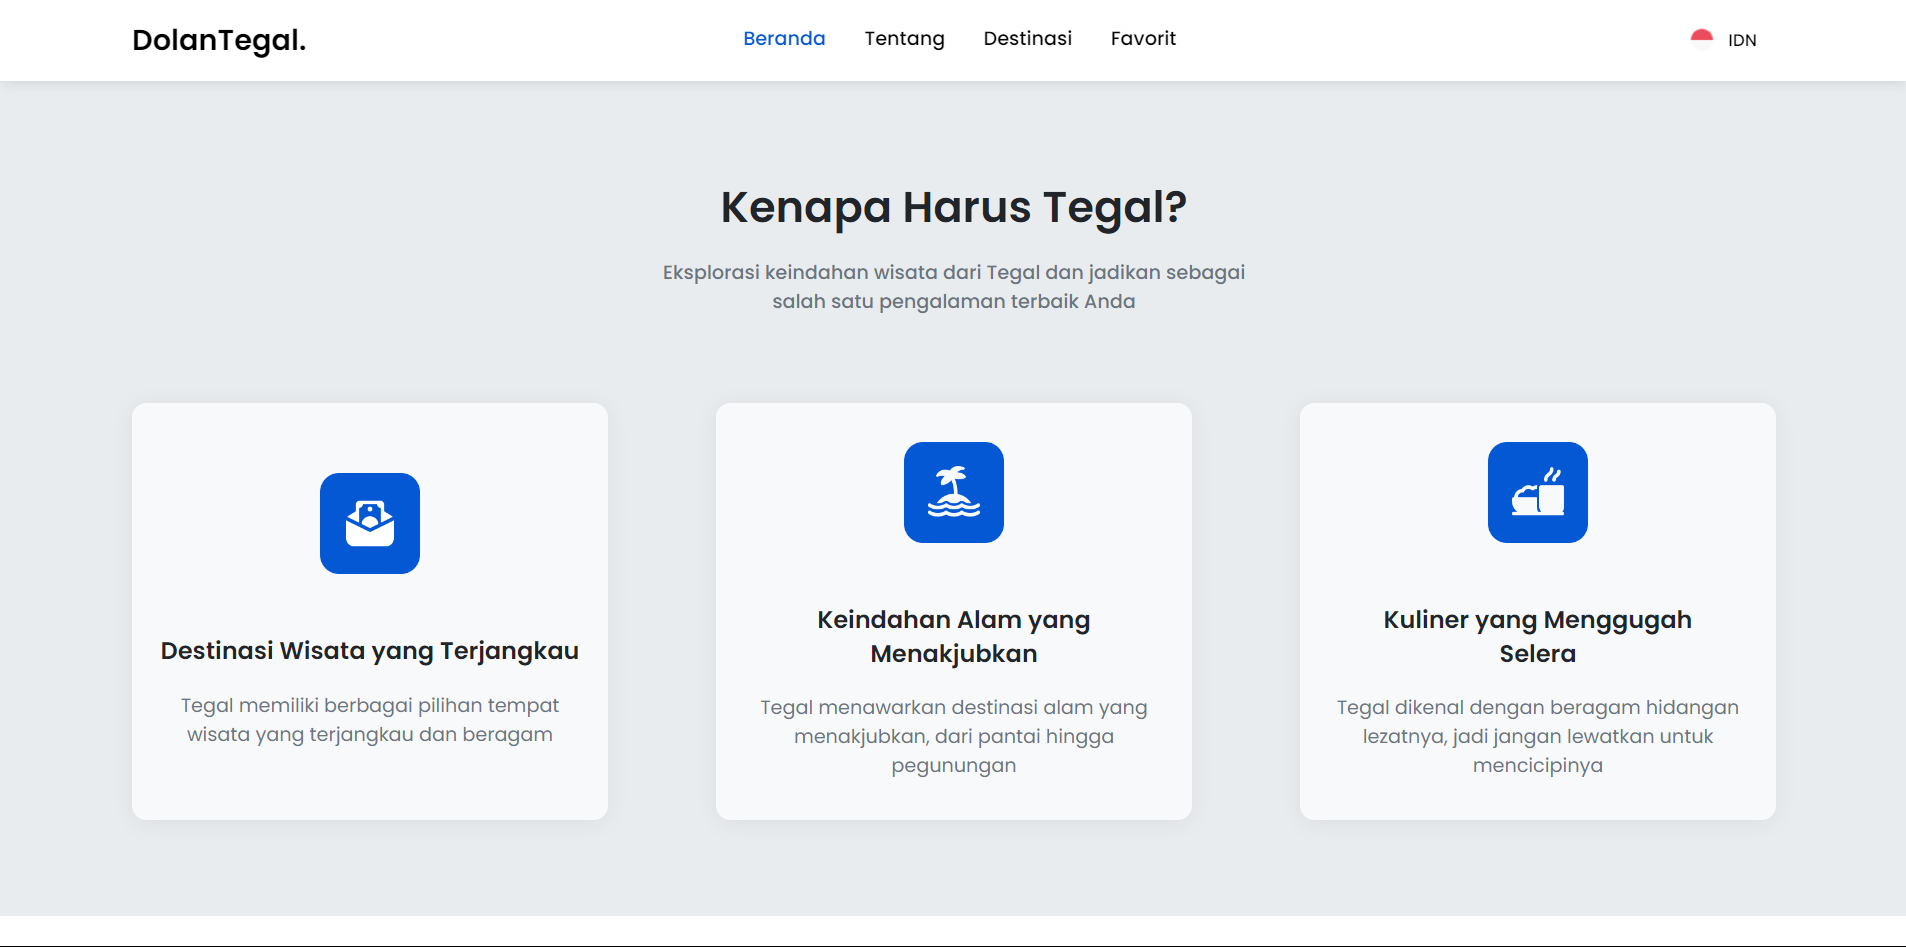 DolanTegal.
Beranda
Tentang
Destinasi
Favorit
IDN
Kenapa Harus Tegal?
Eksplorasi keindahan wisata dari Tegal dan jadikan sebagai
salah satu pengalaman terbaik Anda
Destinasi Wisata yang Terjangkau
Tegal memiliki berbagai pilihan tempat
wisata yang terjangkau dan beragam
Keindahan Alam yang
Menakjubkan
Tegal menawarkan destinasi alam yang
menakjubkan, dari pantai hingga
pegunungan
Kuliner yang Menggugah
Selera
Tegal dikenal dengan beragam hidangan
lezatnya, jadi jangan lewatkan untuk
mencicipinya